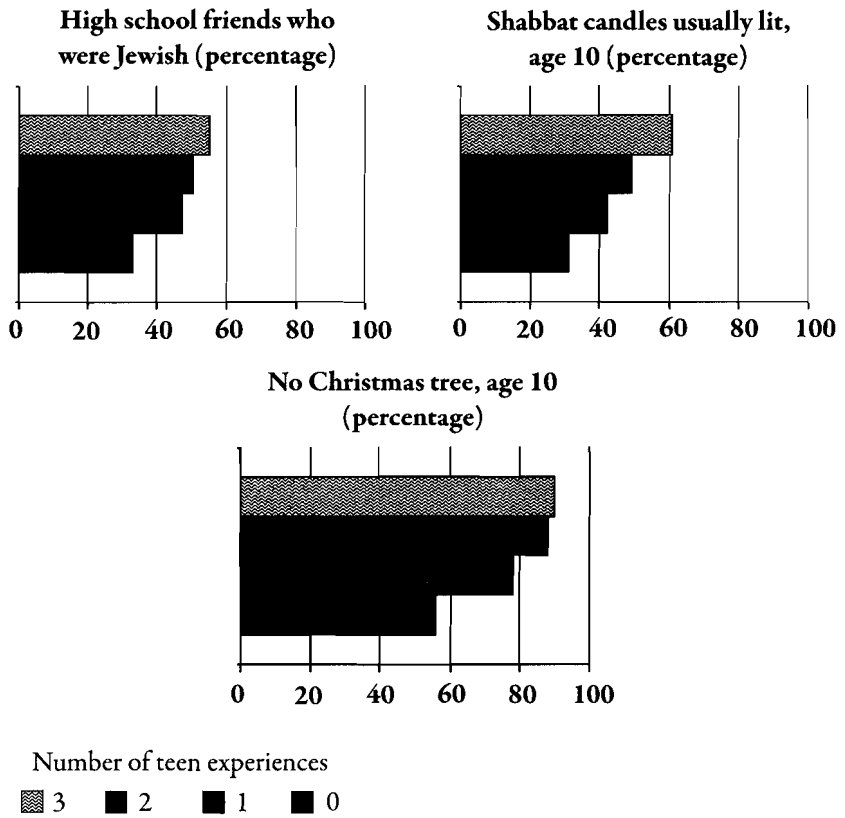 High school friends who
were Jewish (percentage)
0 20 40 60 80 100
Shabbat candles usually lit,
age 10 (percentage)
0 20 40 60 80 100
No Christmas tree, age 10
(percentage)
0 20 40 60 80 100
Number of teen experiences
3 2 1 0